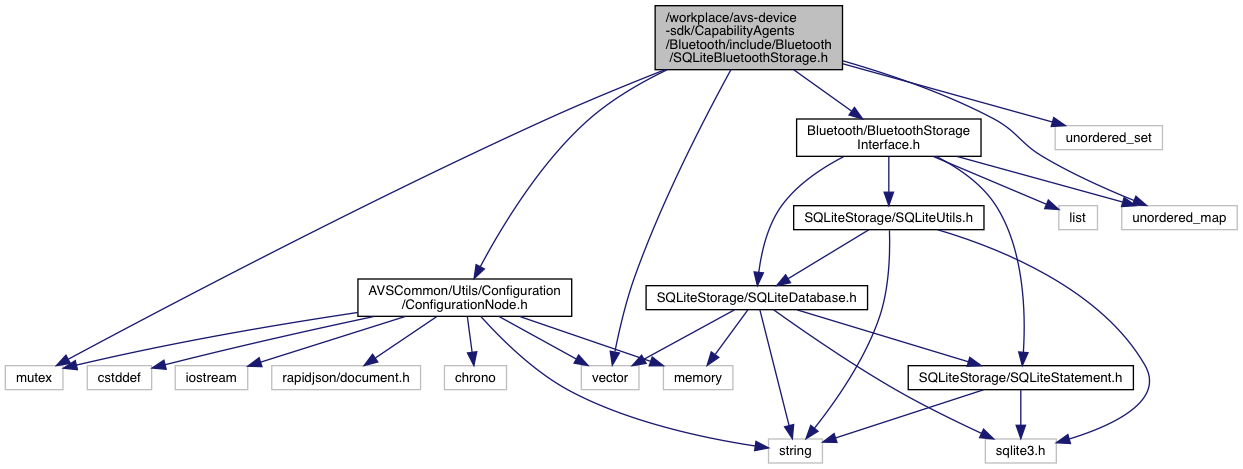 /workplace/avs-device
-sdk/CapabilityAgents
/Bluetooth/include/Bluetooth
/SQLiteBluetoothStorage.h
Bluetooth/BluetoothStorage
Interface.h
unordered_set
SQLiteStorage/SQLiteUtils.h
list
unordered_map
AVSCommon/Utils/Configuration
/ConfigurationNode.h
SQLiteStorage/SQLiteDatabase.h
mutex
cstddef
iostream
rapidjson/document.h
chrono
vector
memory
SQLiteStorage/SQLiteStatement.h
string
sqlite3.h